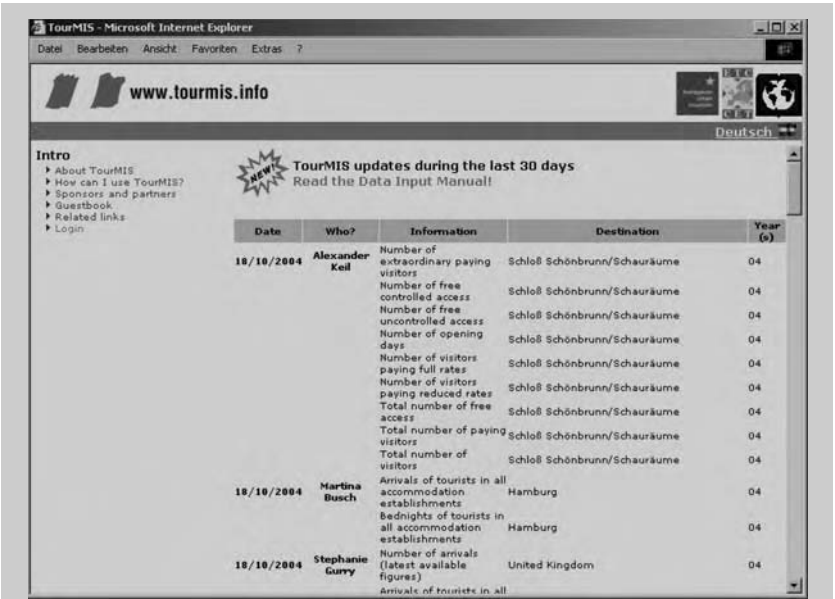 TourMIS - Microsoft Internet Explorer
Datei Bearbeiten Ansicht Favoriten Extras ?
www.tourmis.info
ETC
CET
Deutsch
Intro
About TourMIS
How can I use TourMIS?
Sponsors and partners
Guestbook
Related links
Login
NEW!
TourMIS updates during the last 30 days
Read the Data Input Manual!
Date Who? Information Destination Year
(s)
18/10/2004 Alexander Keil Number of
extraordinary paying
visitors Schloß Schönbrunn/Schauräume 04
Number of free
controlled access Schloß Schönbrunn/Schauräume 04
Number of free
uncontrolled access Schloß Schönbrunn/Schauräume 04
Number of opening
days Schloß Schönbrunn/Schauräume 04
Number of visitors
paying full rates Schloß Schönbrunn/Schauräume 04
Number of visitors
paying reduced rates Schloß Schönbrunn/Schauräume 04
Total number of free
access Schloß Schönbrunn/Schauräume 04
Total number of paying
visitors Schloß Schönbrunn/Schauräume 04
Total number of
visitors Schloß Schönbrunn/Schauräume 04
18/10/2004 Martina Busch Arrivals of tourists in all
accommodation
establishments Hamburg 04
Bednights of tourists in
all accommodation
establishments Hamburg 04
18/10/2004 Stephanie Gurry Number of arrivals
(latest available
figures) United Kingdom 04
Arrivals of tourists in all